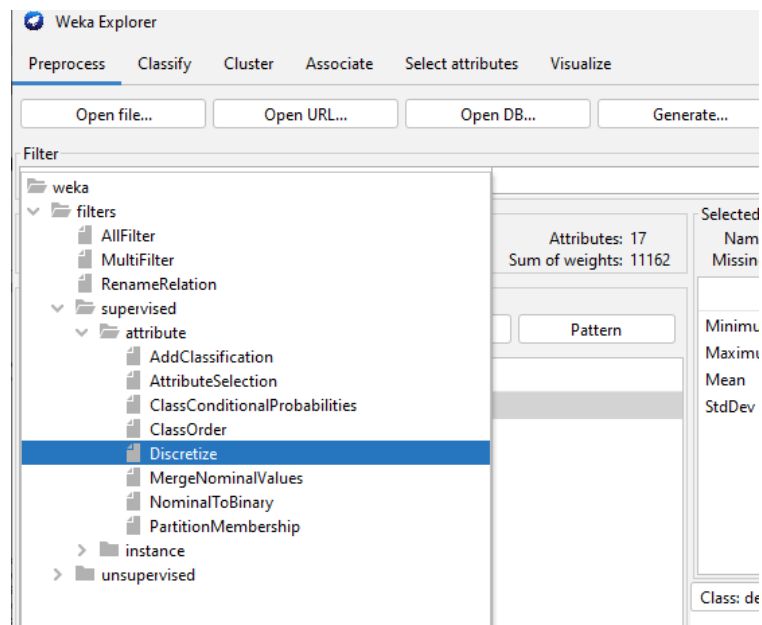 Weka Explorer
Preprocess Classify Cluster Associate Select attributes Visualize
Open file... Open URL... Open DB... Generate...
Filter
weka
filters
AllFilter
MultiFilter
RenameRelation
supervised
attribute
AddClassification
AttributeSelection
ClassConditionalProbabilities
ClassOrder
Discretize
MergeNominalValues
NominalToBinary
PartitionMembership
instance
unsupervised
Attributes: 17
Sum of weights: 11162
Pattern
Selected
Nam
Missin
Minimu
Maximu
Mean
StdDev
Class: de